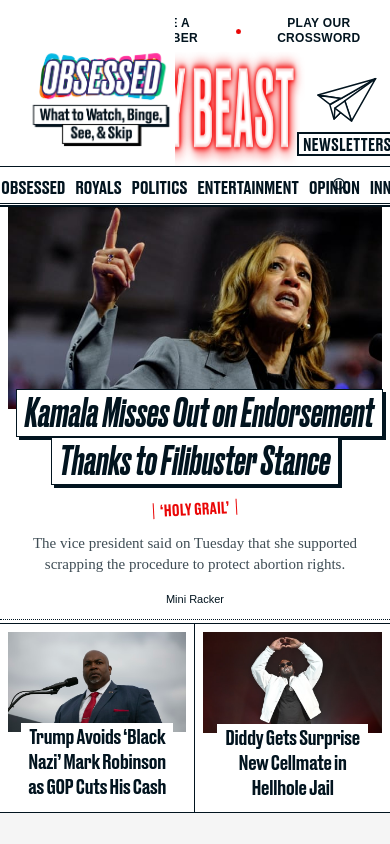 E A
BER
PLAY OUR
CROSSWORD
OBSESSED
What to Watch, Binge,
See, & Skip
Y BEAST
NEWSLETTERS
OBSESSED ROYALS POLITICS ENTERTAINMENT OPINION INN
Kamala Misses Out on Endorsement
Thanks to Filibuster Stance
‘HOLY GRAIL’
The vice president said on Tuesday that she supported
scrapping the procedure to protect abortion rights.
Mini Racker
Trump Avoids ‘Black
Nazi’ Mark Robinson
as GOP Cuts His Cash
Diddy Gets Surprise
New Cellmate in
Hellhole Jail